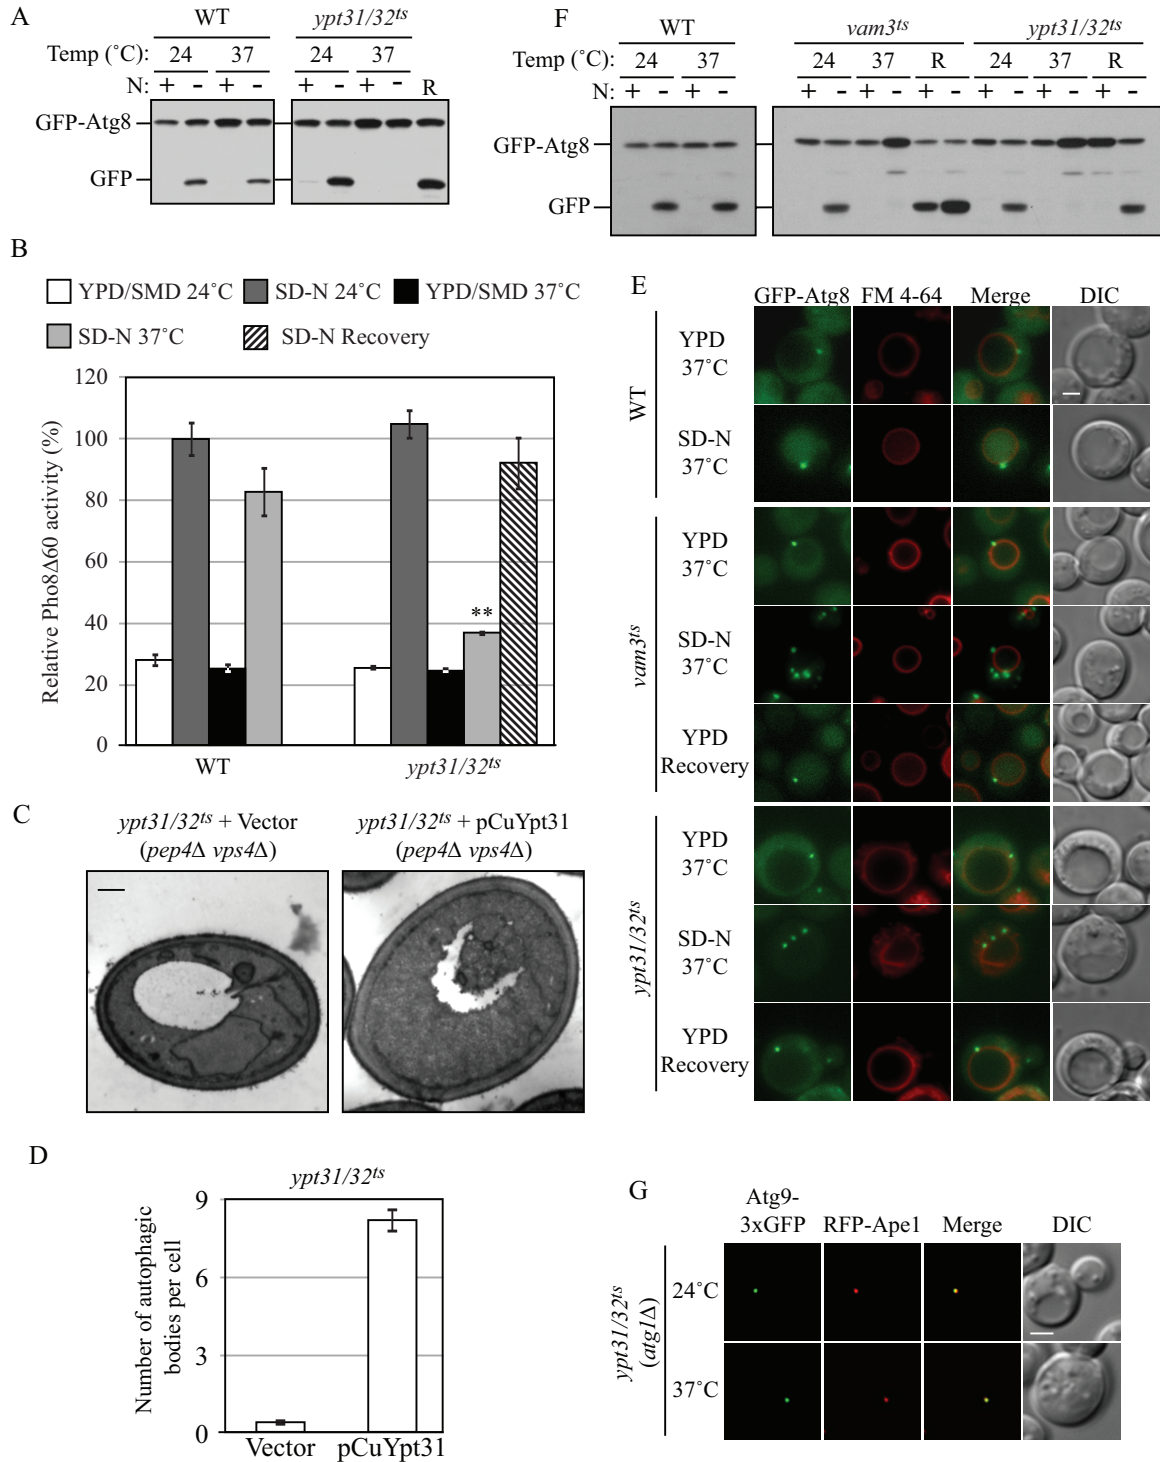 A
WT
ypt31/32ts
Temp (˚C): 24 37 24 37
N: + - + - + - + - R
GFP-Atg8
GFP
F
WT
vam3ts
ypt31/32ts
Temp (˚C): 24 37 24 37 R 24 37 R
N: + - + - + - + - + - + - + - + -
GFP-Atg8
GFP
B
YPD/SMD 24˚C
SD-N 24˚C
YPD/SMD 37˚C
SD-N 37˚C
SD-N Recovery
Relative Pho8Δ60 activity (%)
120
100
80
60
40
20
0
**
WT
ypt31/32ts
C
ypt31/32ts + Vector
(pep4Δ vps4Δ)
ypt31/32ts + pCuYpt31
(pep4Δ vps4Δ)
D
ypt31/32ts
Number of autophagic
bodies per cell
9
6
3
0
Vector
pCuYpt31
E
GFP-Atg8 FM 4-64 Merge DIC
WT
YPD
37˚C
SD-N
37˚C
vam3ts
YPD
37˚C
SD-N
37˚C
YPD
Recovery
ypt31/32ts
YPD
37˚C
SD-N
37˚C
YPD
Recovery
G
Atg9-
3xGFP RFP-Ape1 Merge DIC
ypt31/32ts
(atg1Δ)
24˚C
37˚C